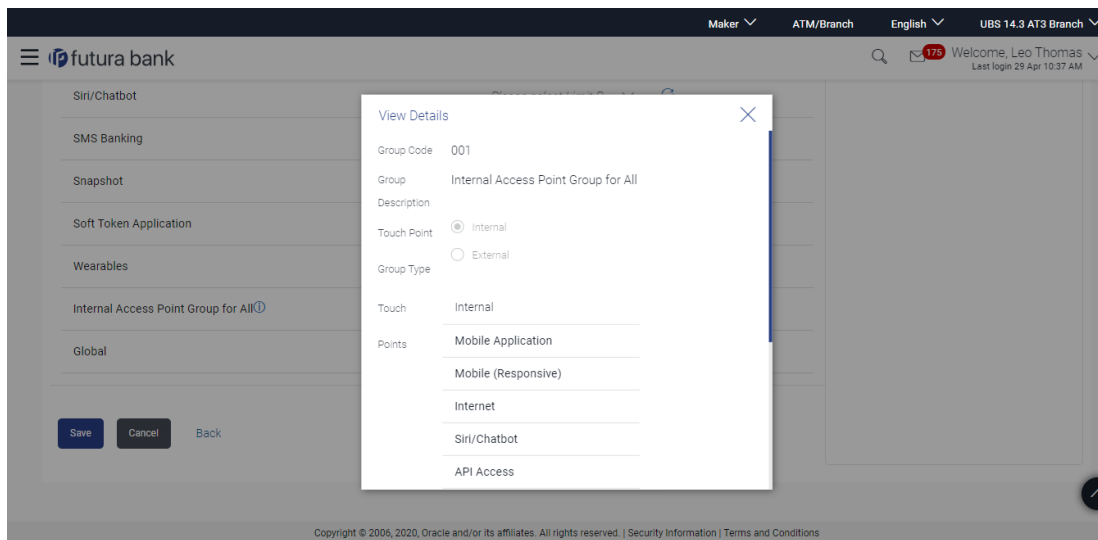 Maker ATM/Branch English UBS 14.3 AT3 Branch
futura bank 175 Welcome, Leo Thomas
Last login 29 Apr 10:37 AM
Siri/Chatbot
SMS Banking
Snapshot
Soft Token Application
Wearables
Internal Access Point Group for All
Global
Save Cancel Back
View Details
Group Code 001
Group Internal Access Point Group for All
Description
Touch Point Internal
External
Group Type
Touch Internal
Points Mobile Application
Mobile (Responsive)
Internet
Siri/Chatbot
API Access
Copyright © 2006, 2020, Oracle and/or its affiliates. All rights reserved. | Security Information | Terms and Conditions